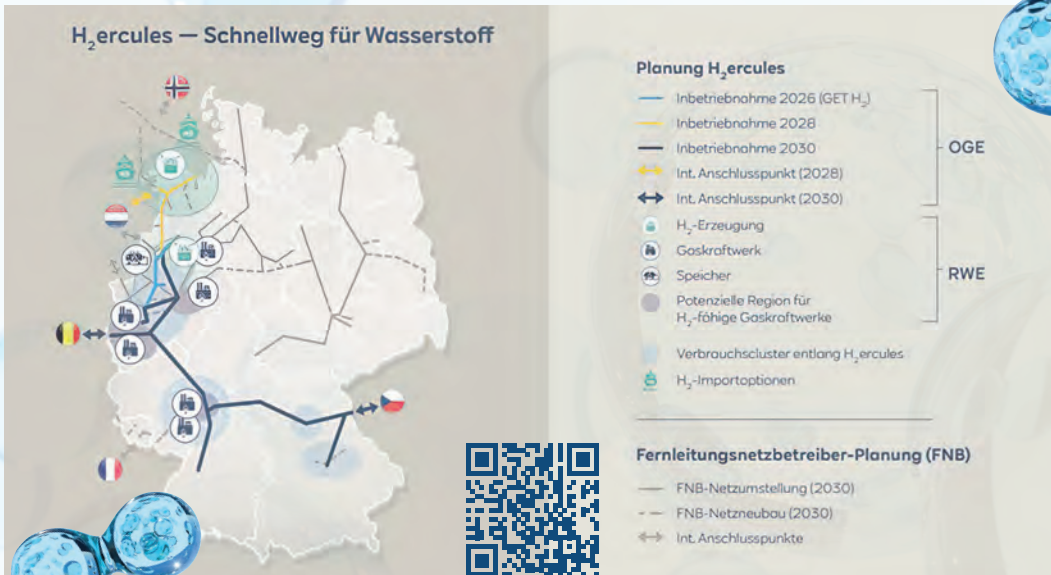 H₂ercules — Schnellweg für Wasserstoff
Planung H₂ercules
Inbetriebnahme 2026 (GET H₂)
Inbetriebnahme 2028
Inbetriebnahme 2030
Int. Anschlusspunkt (2028)
Int. Anschlusspunkt (2030)
OGE
H₂-Erzeugung
Gaskraftwerk
Speicher
Potenzielle Region für
H₂-fähige Gaskraftwerke
RWE
Verbrauchscluster entlang H₂ercules
H₂-Importoptionen
Fernleitungsnetzbetreiber-Planung (FNB)
FNB-Netzumstellung (2030)
FNB-Netzneubau (2030)
Int. Anschlusspunkte